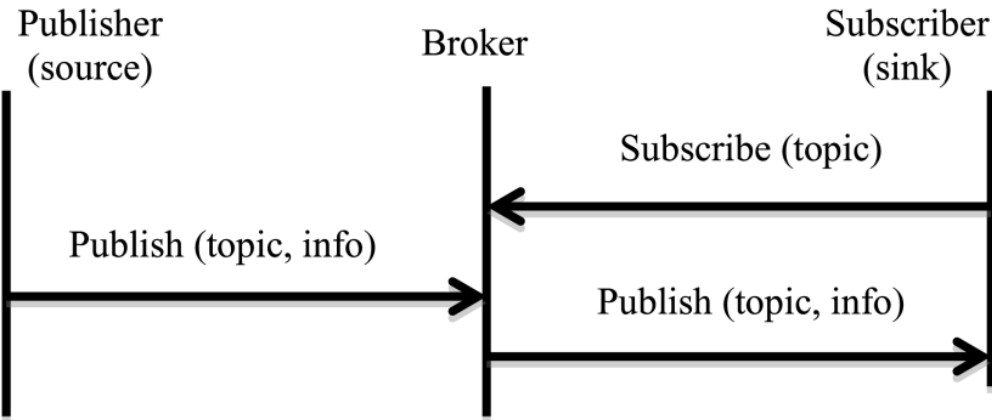 Publisher
(source)
Broker
Subscriber
(sink)
Subscribe (topic)
Publish (topic, info)
Publish (topic, info)